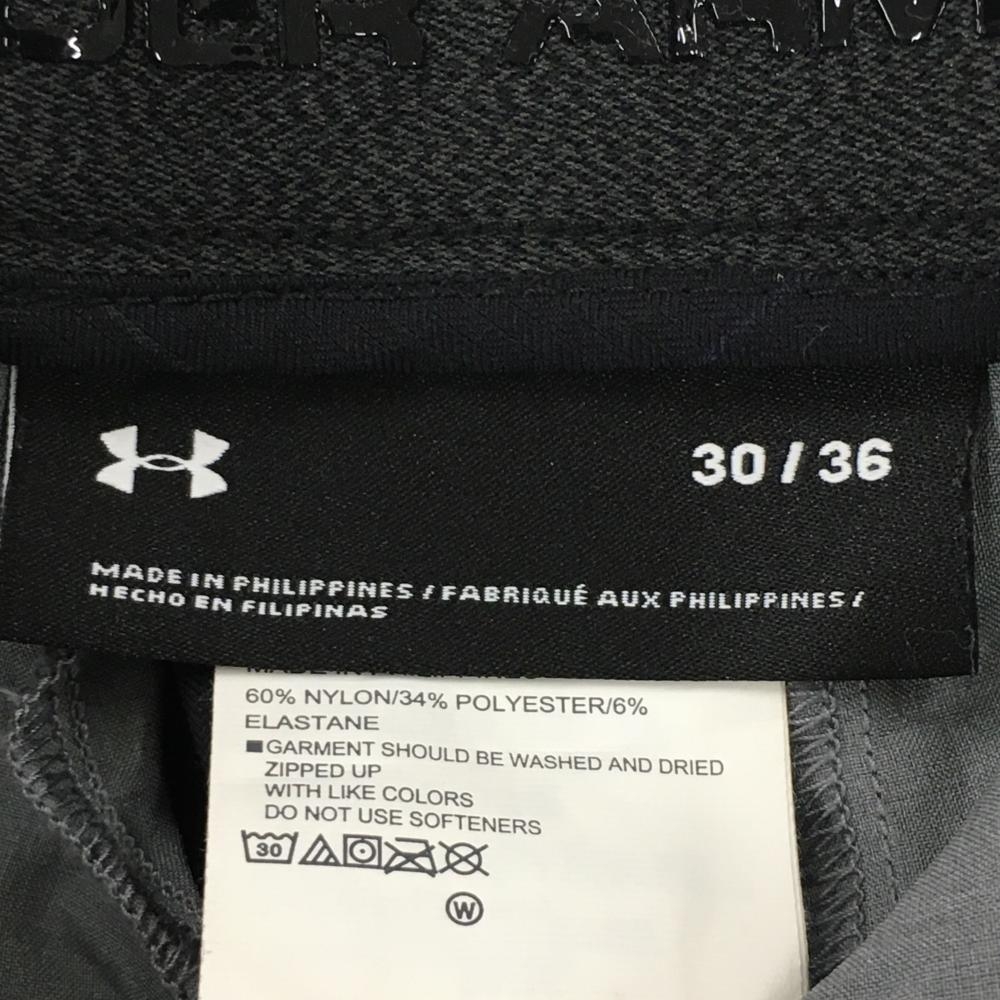 30 / 36
MADE IN PHILIPPINES / FABRIQUÉ AUX PHILIPPINES /
HECHO EN FILIPINAS
60% NYLON/34% POLYESTER/6%
ELASTANE
GARMENT SHOULD BE WASHED AND DRIED
ZIPPED UP
WITH LIKE COLORS
DO NOT USE SOFTENERS
30
W